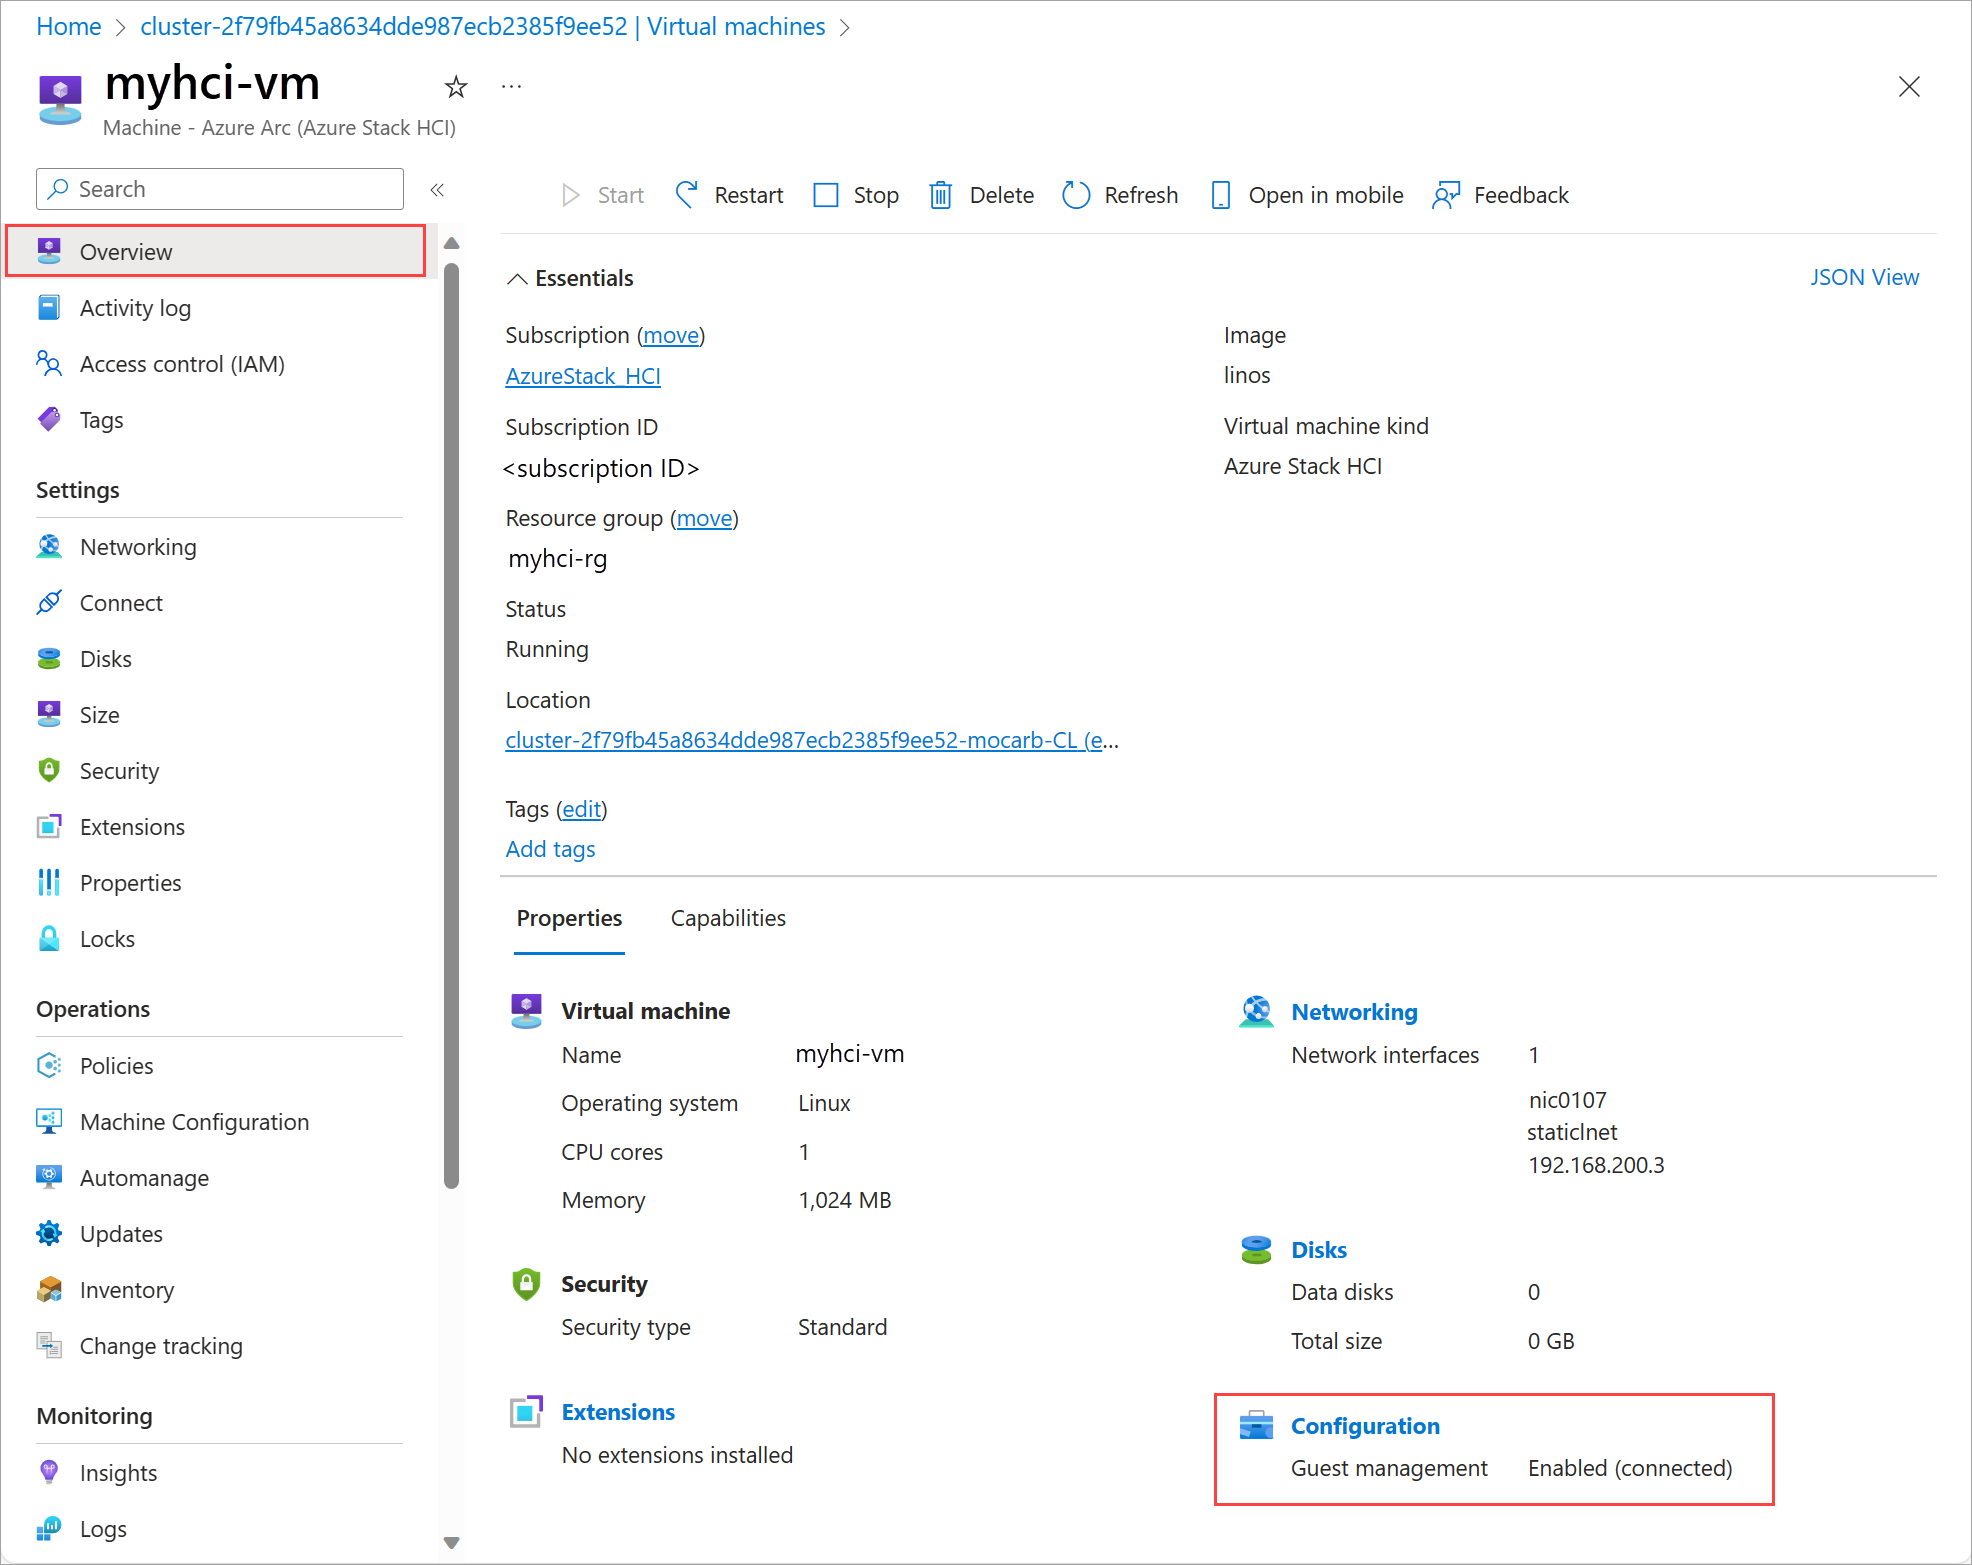 Home > cluster-2f79fb45a8634dde987ecb2385f9ee52 | Virtual machines >
myhci-vm
...
Machine - Azure Arc (Azure Stack HCI)
Search
«
Start
Restart
Stop
Delete
Refresh
Open in mobile
Feedback
Overview
Activity log
Access control (IAM)
Tags
Settings
Networking
Connect
Disks
Size
Security
Extensions
Properties
Locks
Operations
Policies
Machine Configuration
Automanage
Updates
Inventory
Change tracking
Monitoring
Insights
Logs
Essentials
JSON View
Subscription (move)
AzureStack_HCI
Subscription ID
<subscription ID>
Resource group (move)
myhci-rg
Status
Running
Location
cluster-2f79fb45a8634dde987ecb2385f9ee52-mocarb-CL (e...
Image
linos
Virtual machine kind
Azure Stack HCI
Tags (edit)
Add tags
Properties
Capabilities
Virtual machine
Name myhci-vm
Operating system Linux
CPU cores 1
Memory 1,024 MB
Security
Security type Standard
Extensions
No extensions installed
Networking
Network interfaces 1
nic0107
staticlnet
192.168.200.3
Disks
Data disks 0
Total size 0 GB
Configuration
Guest management Enabled (connected)